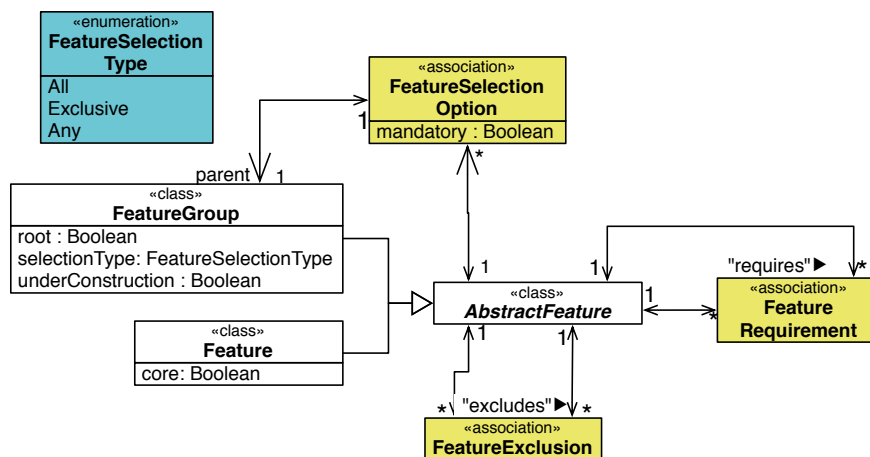 «enumeration»
FeatureSelection
Type
All
Exclusive
Any
«association»
FeatureSelection
Option
mandatory : Boolean
1
*
parent
1
«class»
FeatureGroup
root : Boolean
selectionType: FeatureSelectionType
underConstruction : Boolean
1
1
"requires"▶
*
«class»
AbstractFeature
1
*
«association»
Feature
Requirement
«class»
Feature
core: Boolean
1
1
*
"excludes"▶
*
«association»
FeatureExclusion